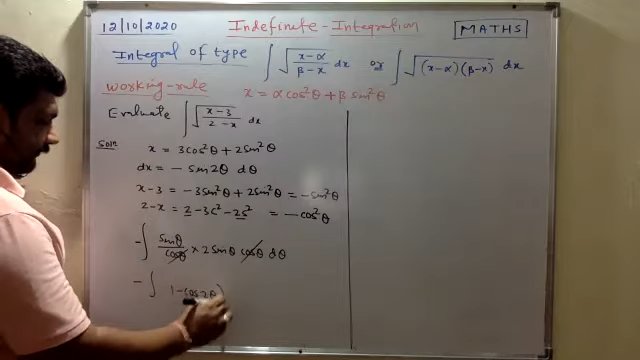 12/10/2020
Indefinite-Integration
MATHS
Integral of type ∫ √((x-α)/(β-x)) dx or ∫ √((x-α)(β-x)) dx
Working-rule x = α cos²θ + β sin²θ
Evaluate ∫ √((x-3)/(2-x)) dx
Soln x = 3cos²θ + 2sin²θ
dx = - sin2θ dθ
x-3 = -3sin²θ + 2sin²θ = -sin²θ
2-x = 2-3c²-2s² = -cos²θ
-∫ sinθ/cosθ × 2 sinθ cosθ dθ
-∫ 1-cos2θ)